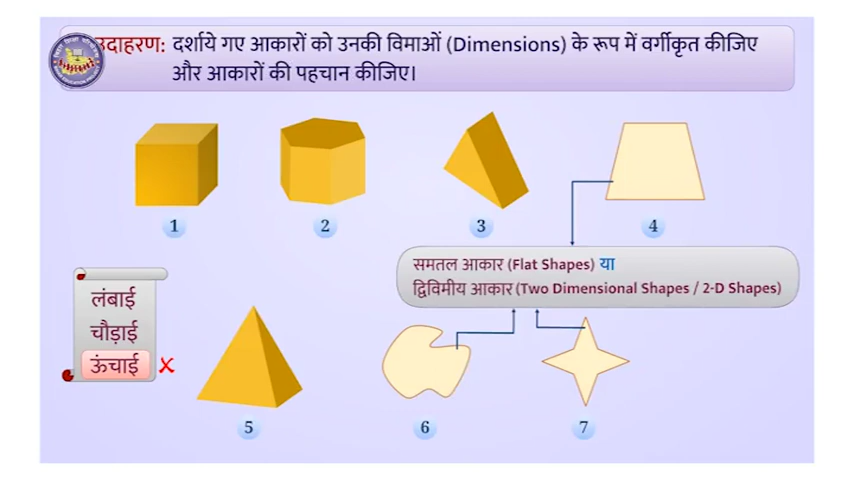 उदाहरण: दर्शाये गए आकारों को उनकी विमाओं (Dimensions) के रूप में वर्गीकृत कीजिए
और आकारों की पहचान कीजिए।
1
2
3
4
समतल आकार (Flat Shapes) या
द्विविमीय आकार (Two Dimensional Shapes / 2-D Shapes)
लंबाई
चौड़ाई
ऊंचाई
5
6
7